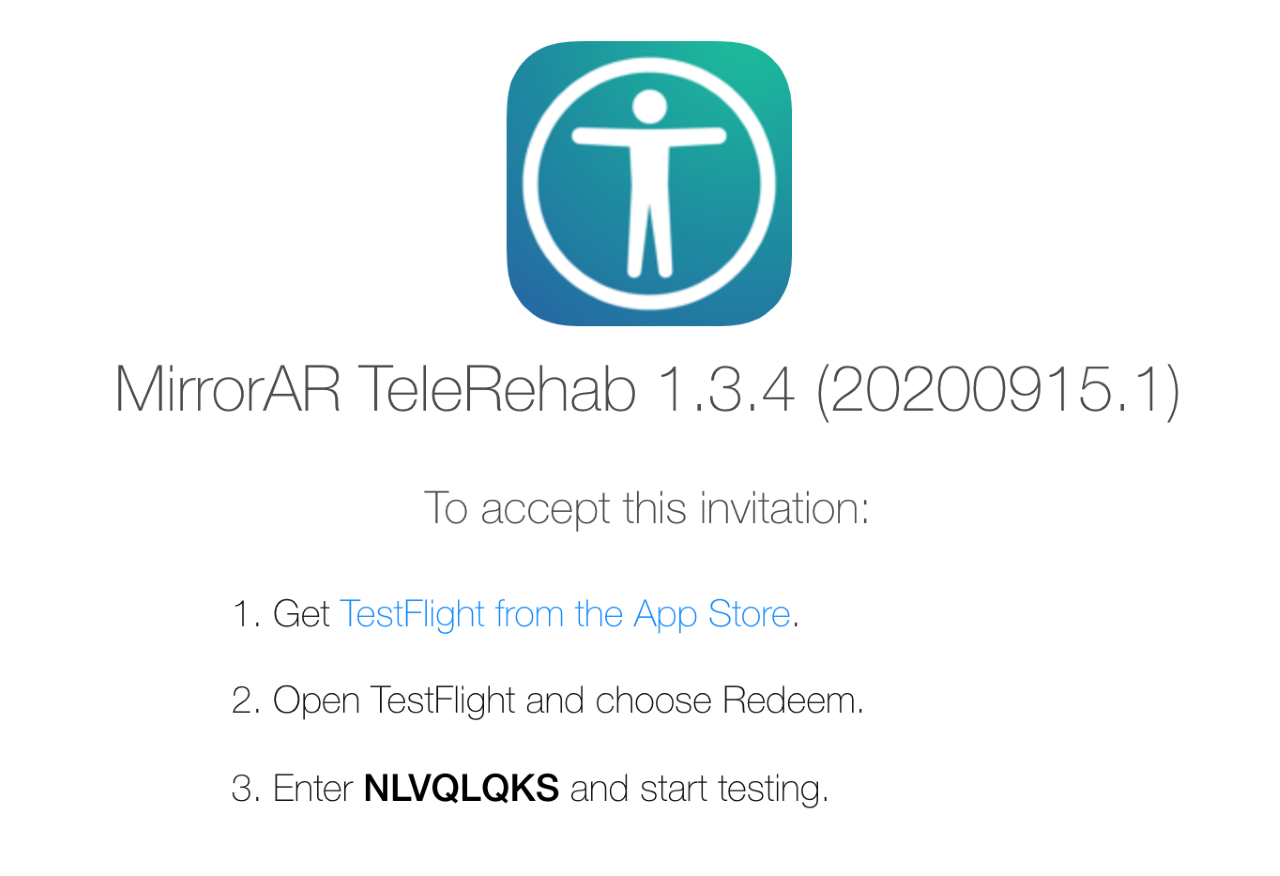 MirrorAR TeleRehab 1.3.4 (20200915.1)
To accept this invitation:
1. Get TestFlight from the App Store.
2. Open TestFlight and choose Redeem.
3. Enter NLVQLQKS and start testing.